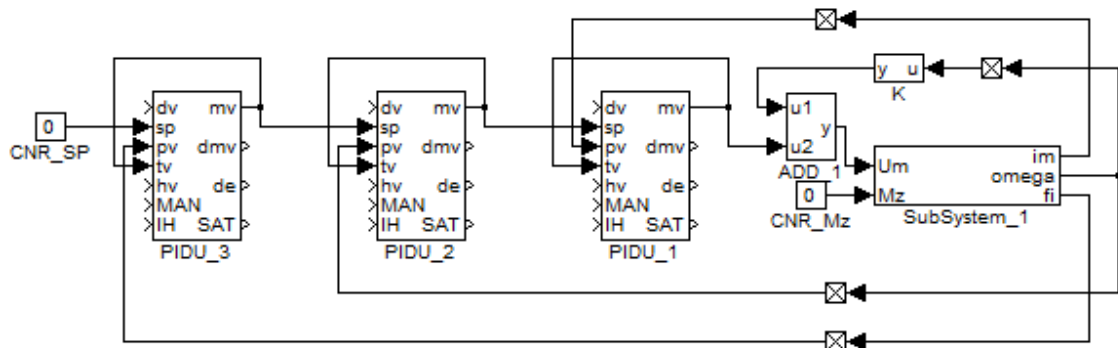 y u
K
dv mv
sp
pv dmv
tv
hv de
MAN
IH SAT
PIDU_3
dv mv
sp
pv dmv
tv
hv de
MAN
IH SAT
PIDU_2
dv mv
sp
pv dmv
tv
hv de
MAN
IH SAT
PIDU_1
0
CNR_SP
u1
y
u2
ADD_1
0
CNR_Mz
im
Um
omega
Mz
fi
SubSystem_1